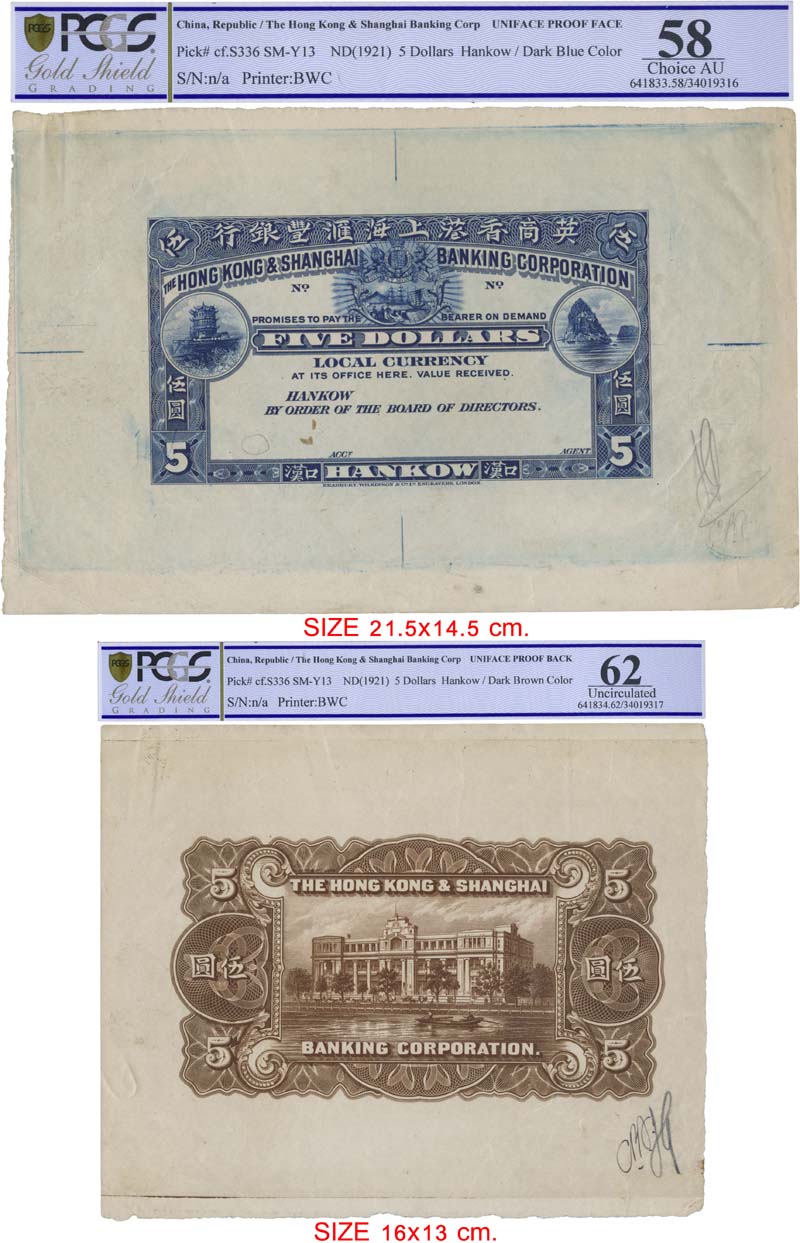 PCGS
PCGS
Gold Shield
GRADING
China, Republic / The Hong Kong & Shanghai Banking Corp UNIFACE PROOF FACE
Pick# cf.S336 SM-Y13 ND(1921) 5 Dollars Hankow / Dark Blue Color
S/N:n/a Printer:BWC
58
Choice AU
641833.58/34019316
行銀豐滙海上港香商英
THE HONG KONG & SHANGHAI BANKING CORPORATION
No No
PROMISES TO PAY THE BEARER ON DEMAND
FIVE DOLLARS
LOCAL CURRENCY
AT ITS OFFICE HERE. VALUE RECEIVED.
HANKOW
BY ORDER OF THE BOARD OF DIRECTORS.
伍圓 伍圓
ACCT AGENT
5 5
漢口 HANKOW 漢口
BRADBURY, WILKINSON & Co Ld ENGRAVERS, LONDON.
SIZE 21.5x14.5 cm.
PCGS
PCGS
Gold Shield
GRADING
China, Republic / The Hong Kong & Shanghai Banking Corp UNIFACE PROOF BACK
Pick# cf.S336 SM-Y13 ND(1921) 5 Dollars Hankow / Dark Brown Color
S/N:n/a Printer:BWC
62
Uncirculated
641834.62/34019317
5 5
THE HONG KONG & SHANGHAI
圓伍 圓伍
BANKING CORPORATION.
5 5
SIZE 16x13 cm.